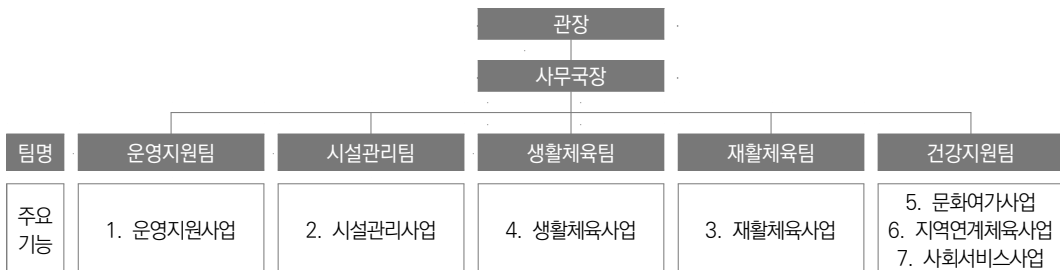 관장
사무국장
팀명 운영지원팀 시설관리팀 생활체육팀 재활체육팀 건강지원팀
주요
기능
1. 운영지원사업
2. 시설관리사업
4. 생활체육사업
3. 재활체육사업
5. 문화여가사업
6. 지역연계체육사업
7. 사회서비스사업